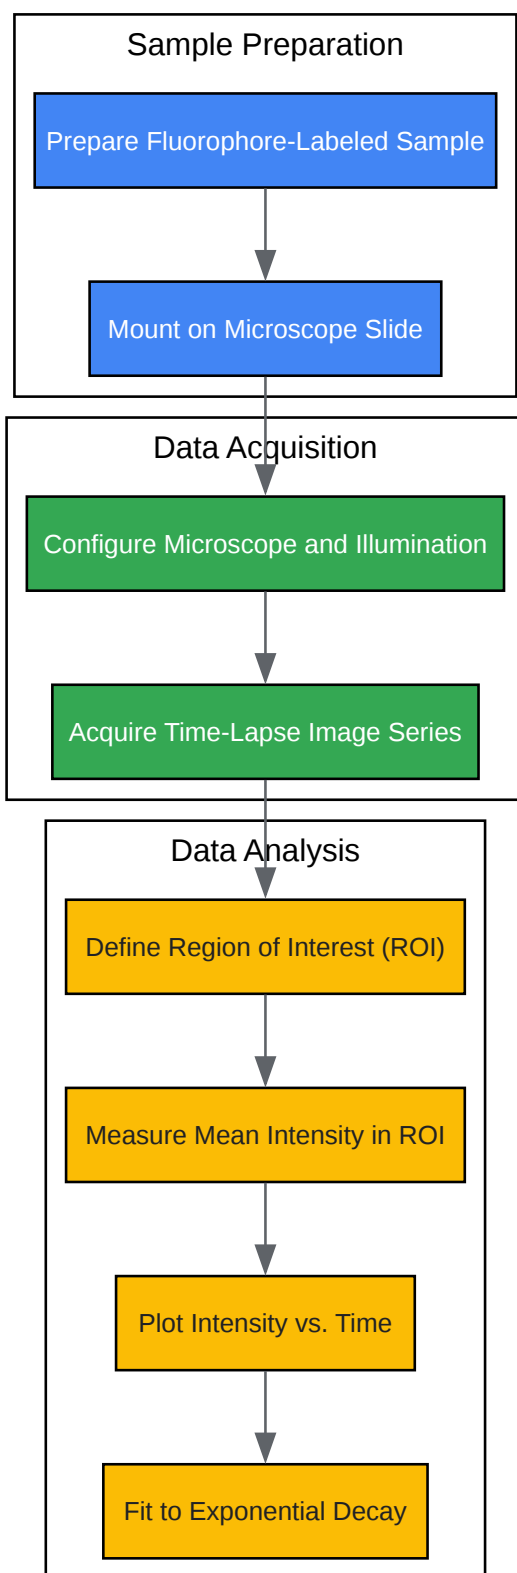 Sample Preparation
Prepare Fluorophore-Labeled Sample
Mount on Microscope Slide
Data Acquisition
Configure Microscope and Illumination
Acquire Time-Lapse Image Series
Data Analysis
Define Region of Interest (ROI)
Measure Mean Intensity in ROI
Plot Intensity vs. Time
Fit to Exponential Decay